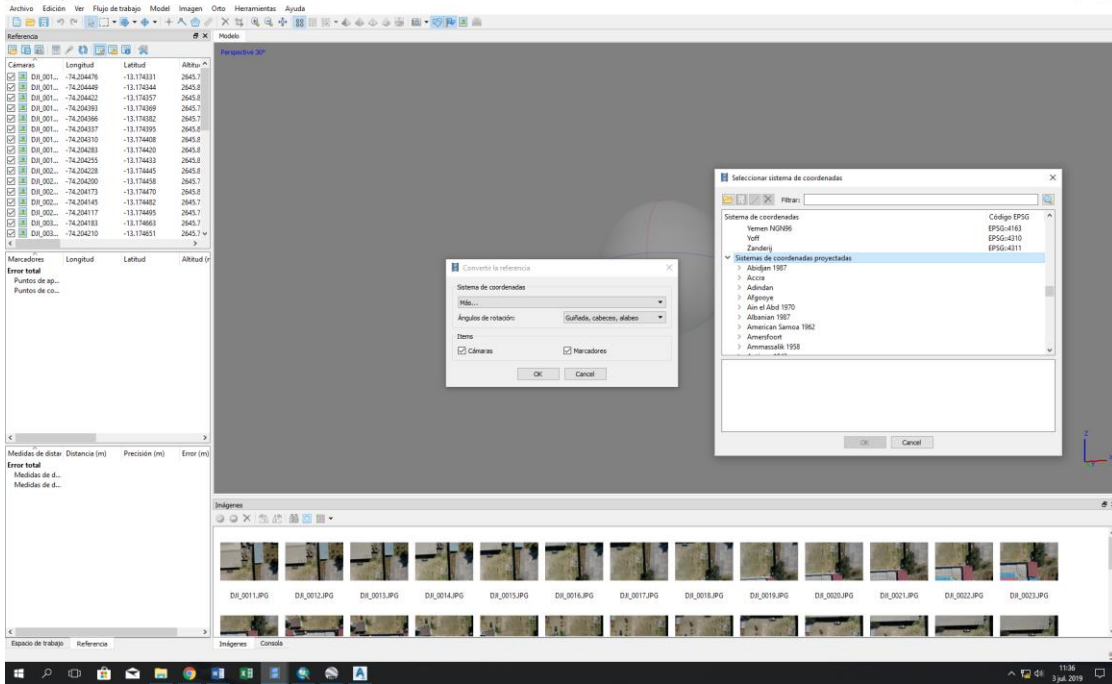 Archivo Edición Ver Flujo de trabajo Model Imagen Orto Herramientas Ayuda
Referencia
Cámaras Longitud Latitud Altitu
DJI_001... -74.204476 -13.174331 2645.7
DJI_001... -74.204449 -13.174344 2645.8
DJI_001... -74.204422 -13.174357 2645.8
DJI_001... -74.204393 -13.174369 2645.7
DJI_001... -74.204366 -13.174382 2645.7
DJI_001... -74.204337 -13.174395 2645.8
DJI_001... -74.204310 -13.174408 2645.8
DJI_001... -74.204283 -13.174420 2645.8
DJI_001... -74.204255 -13.174433 2645.8
DJI_002... -74.204228 -13.174445 2645.8
DJI_002... -74.204200 -13.174458 2645.7
DJI_002... -74.204173 -13.174470 2645.8
DJI_002... -74.204145 -13.174482 2645.7
DJI_002... -74.204117 -13.174495 2645.7
DJI_003... -74.204183 -13.174663 2645.7
DJI_003... -74.204210 -13.174651 2645.7
Marcadores Longitud Latitud Altitud (r
Error total
Puntos de ap...
Puntos de co...
Medidas de distar Distancia (m) Precisión (m) Error (m)
Error total
Medidas de d...
Medidas de d...
Espacio de trabajo Referencia
Modelo
Perspective 30°
Convertir la referencia
Sistema de coordenadas
Más...
Ángulos de rotación: Guiñada, cabeceo, alabeo
Items
Cámaras Marcadores
OK Cancel
Seleccionar sistema de coordenadas
Filtrar:
Sistema de coordenadas Código EPSG
Yemen NGN96 EPSG::4163
Yoff EPSG::4310
Zanderij EPSG::4311
Sistemas de coordenadas proyectadas
Abidjan 1987
Accra
Adindan
Afgooye
Ain el Abd 1970
Albanian 1987
American Samoa 1962
Amersfoort
Ammassalik 1958
OK Cancel
Z
Imágenes
DJI_0011.JPG DJI_0012.JPG DJI_0013.JPG DJI_0014.JPG DJI_0015.JPG DJI_0016.JPG DJI_0017.JPG DJI_0018.JPG DJI_0019.JPG DJI_0020.JPG DJI_0021.JPG DJI_0022.JPG DJI_0023.JPG
Imágenes Consola
11:36
3 jul. 2019